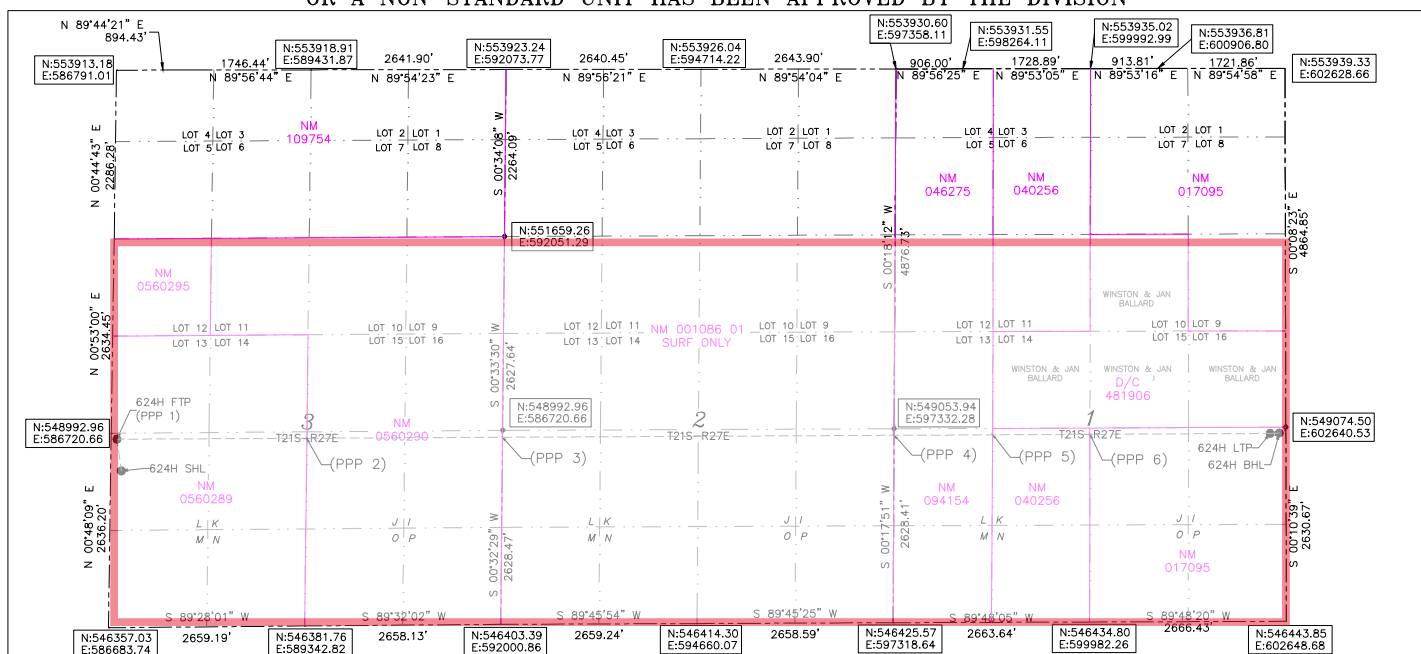 OR A NON-STANDARD UNIT HAS BEEN APPROVED BY THE DIVISION
N 89°44'21" E
894.43'
N:553913.18
E:586791.01
1746.44'
N 89°56'44" E
N:553918.91
E:589431.87
2641.90'
N 89°54'23" E
N:553923.24
E:592073.77
2640.45'
N 89°56'21" E
N:553926.04
E:594714.22
2643.90'
N 89°54'04" E
N:553930.60
E:597358.11
906.00'
N 89°56'25" E
N:553931.55
E:598264.11
1728.89'
N 89°53'05" E
N:553935.02
E:599992.99
913.81'
N 89°53'16" E
N:553936.81
E:600906.80
1721.86'
N 89°54'58" E
N:553939.33
E:602628.66
N 00°44'43" E
2286.28'
LOT 4 LOT 3
LOT 5 LOT 6
NM
109754
LOT 2 LOT 1
LOT 7 LOT 8
S 00°34'08" W
2264.09'
LOT 4 LOT 3
LOT 5 LOT 6
LOT 2 LOT 1
LOT 7 LOT 8
LOT 4 LOT 3
LOT 5 LOT 6
LOT 2 LOT 1
LOT 7 LOT 8
NM
046275
NM
040256
NM
017095
S 00°18'12" W
4876.73'
S 00°08'23" E
4864.85'
N:551659.26
E:592051.29
NM
0560295
N 00°53'00" E
2634.45'
WINSTON & JAN
BALLARD
LOT 12 LOT 11
LOT 13 LOT 14
LOT 10 LOT 9
LOT 15 LOT 16
LOT 12 LOT 11
LOT 13 LOT 14
NM 001086 01
SURF ONLY
LOT 10 LOT 9
LOT 15 LOT 16
LOT 12 LOT 11
LOT 13 LOT 14
LOT 10 LOT 9
LOT 15 LOT 16
S 00°33'30" W
2627.64'
WINSTON & JAN
BALLARD
WINSTON & JAN
D/C
481906
WINSTON & JAN
BALLARD
624H FTP
(PPP 1)
N:548992.96
E:586720.66
3
T21S-R27E
NM
0560290
N:548992.96
E:586720.66
2
T21S-R27E
N:549053.94
E:597332.28
1
T21S-R27E
N:549074.50
E:602640.53
624H LTP
624H BHL
624H SHL
(PPP 2)
(PPP 3)
(PPP 4)
(PPP 5)
(PPP 6)
NM
0560289
NM
094154
NM
040256
N 00°48'09" E
2636.20'
L K
M N
J I
O P
S 00°32'29" W
2628.47'
L K
M N
J I
O P
S 00°17'51" W
2628.41'
L K
M N
J I
O P
S 00°10'39" E
2630.67'
NM
017095
S 89°28'01" W
S 89°32'02" W
S 89°45'54" W
S 89°45'25" W
S 89°48'05" W
S 89°48'20" W
N:546357.03
E:586683.74
2659.19'
N:546381.76
E:589342.82
2658.13'
N:546403.39
E:592000.86
2659.24'
N:546414.30
E:594660.07
2658.59'
N:546425.57
E:597318.64
2663.64'
N:546434.80
E:599982.26
2666.43'
N:546443.85
E:602648.68